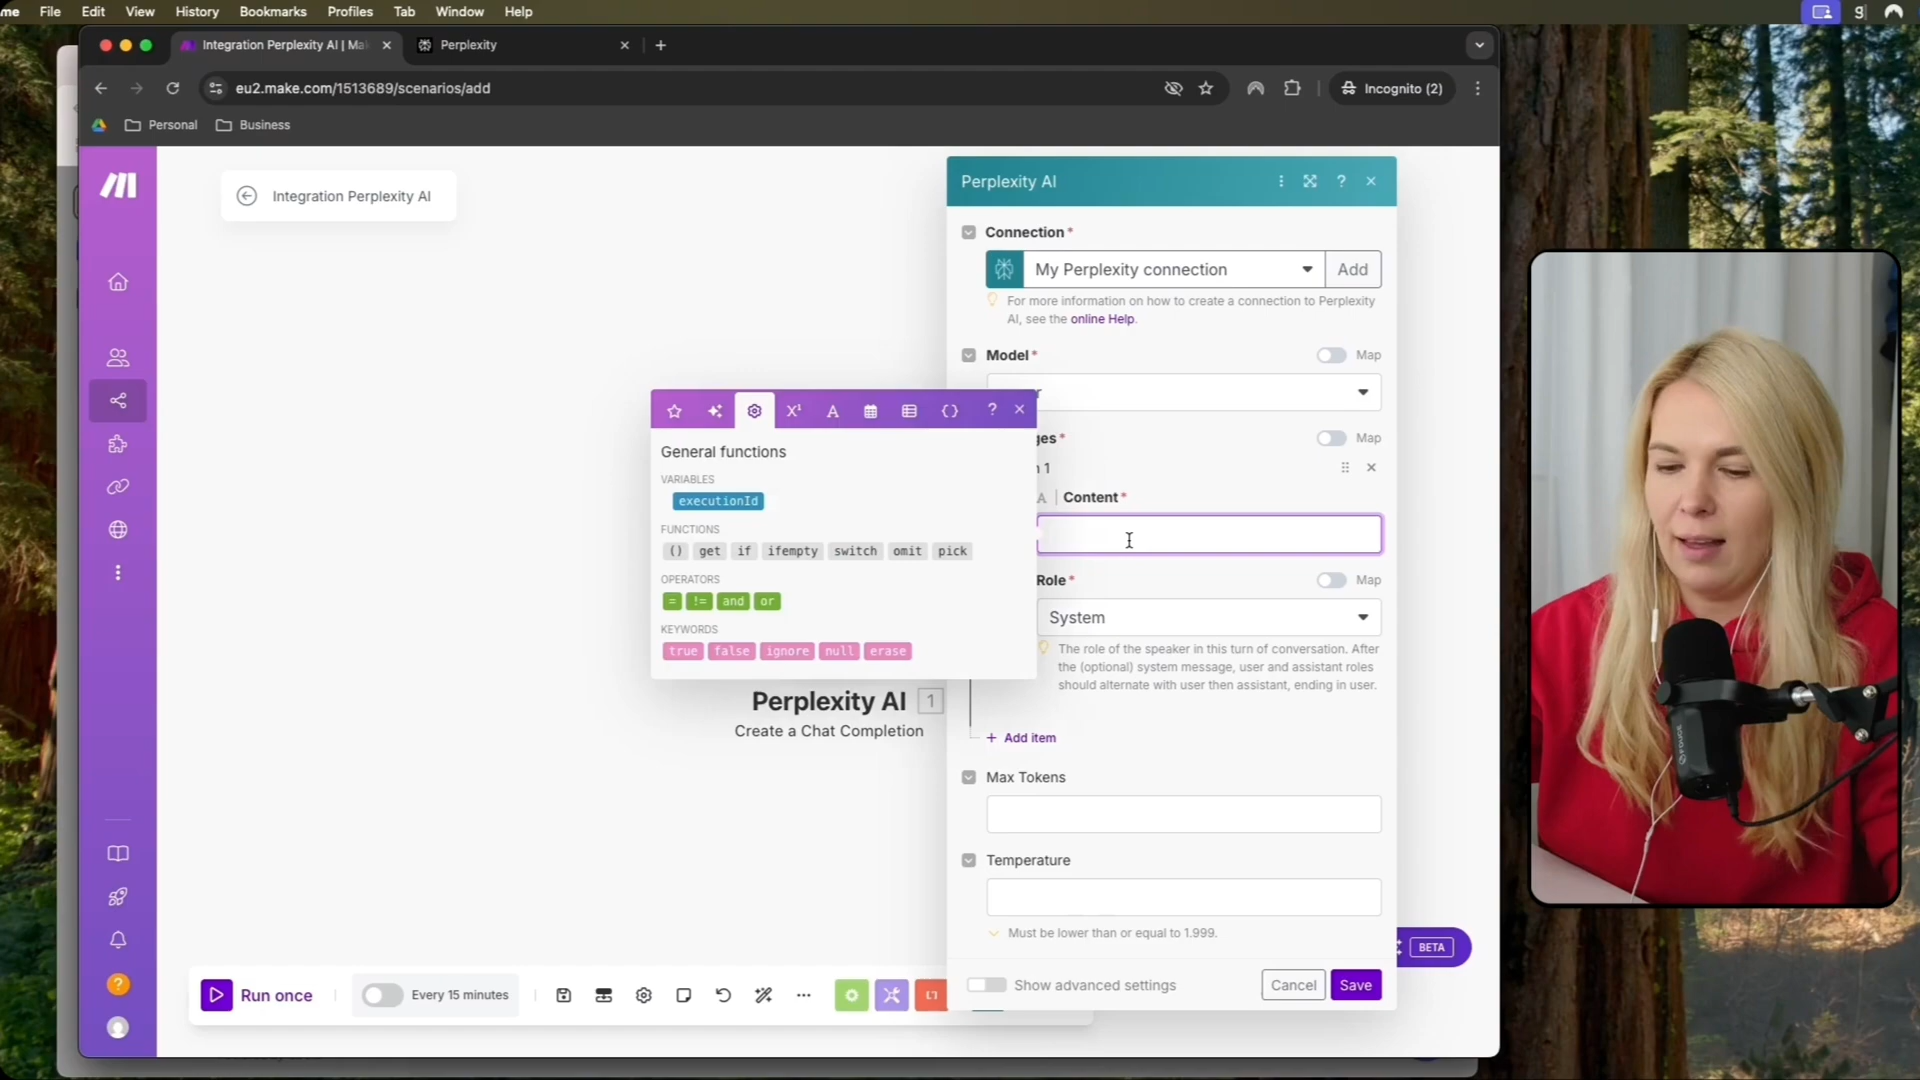 me File Edit View History Bookmarks Profiles Tab Window Help
Integration Perplexity AI | Mak
Perplexity
eu2.make.com/1513689/scenarios/add
Incognito (2)
Personal Business
Integration Perplexity AI
Perplexity AI
Connection*
My Perplexity connection Add
For more information on how to create a connection to Perplexity
AI, see the online Help.
Model* Map
ges* Map
n 1
A Content*
Role* Map
System
The role of the speaker in this turn of conversation. After
the (optional) system message, user and assistant roles
should alternate with user then assistant, ending in user.
+ Add item
Max Tokens
Temperature
Must be lower than or equal to 1.999.
Show advanced settings Cancel Save
General functions
VARIABLES
executionId
FUNCTIONS
() get if ifempty switch omit pick
OPERATORS
= != and or
KEYWORDS
true false ignore null erase
Perplexity AI 1
Create a Chat Completion
BETA
Run once Every 15 minutes